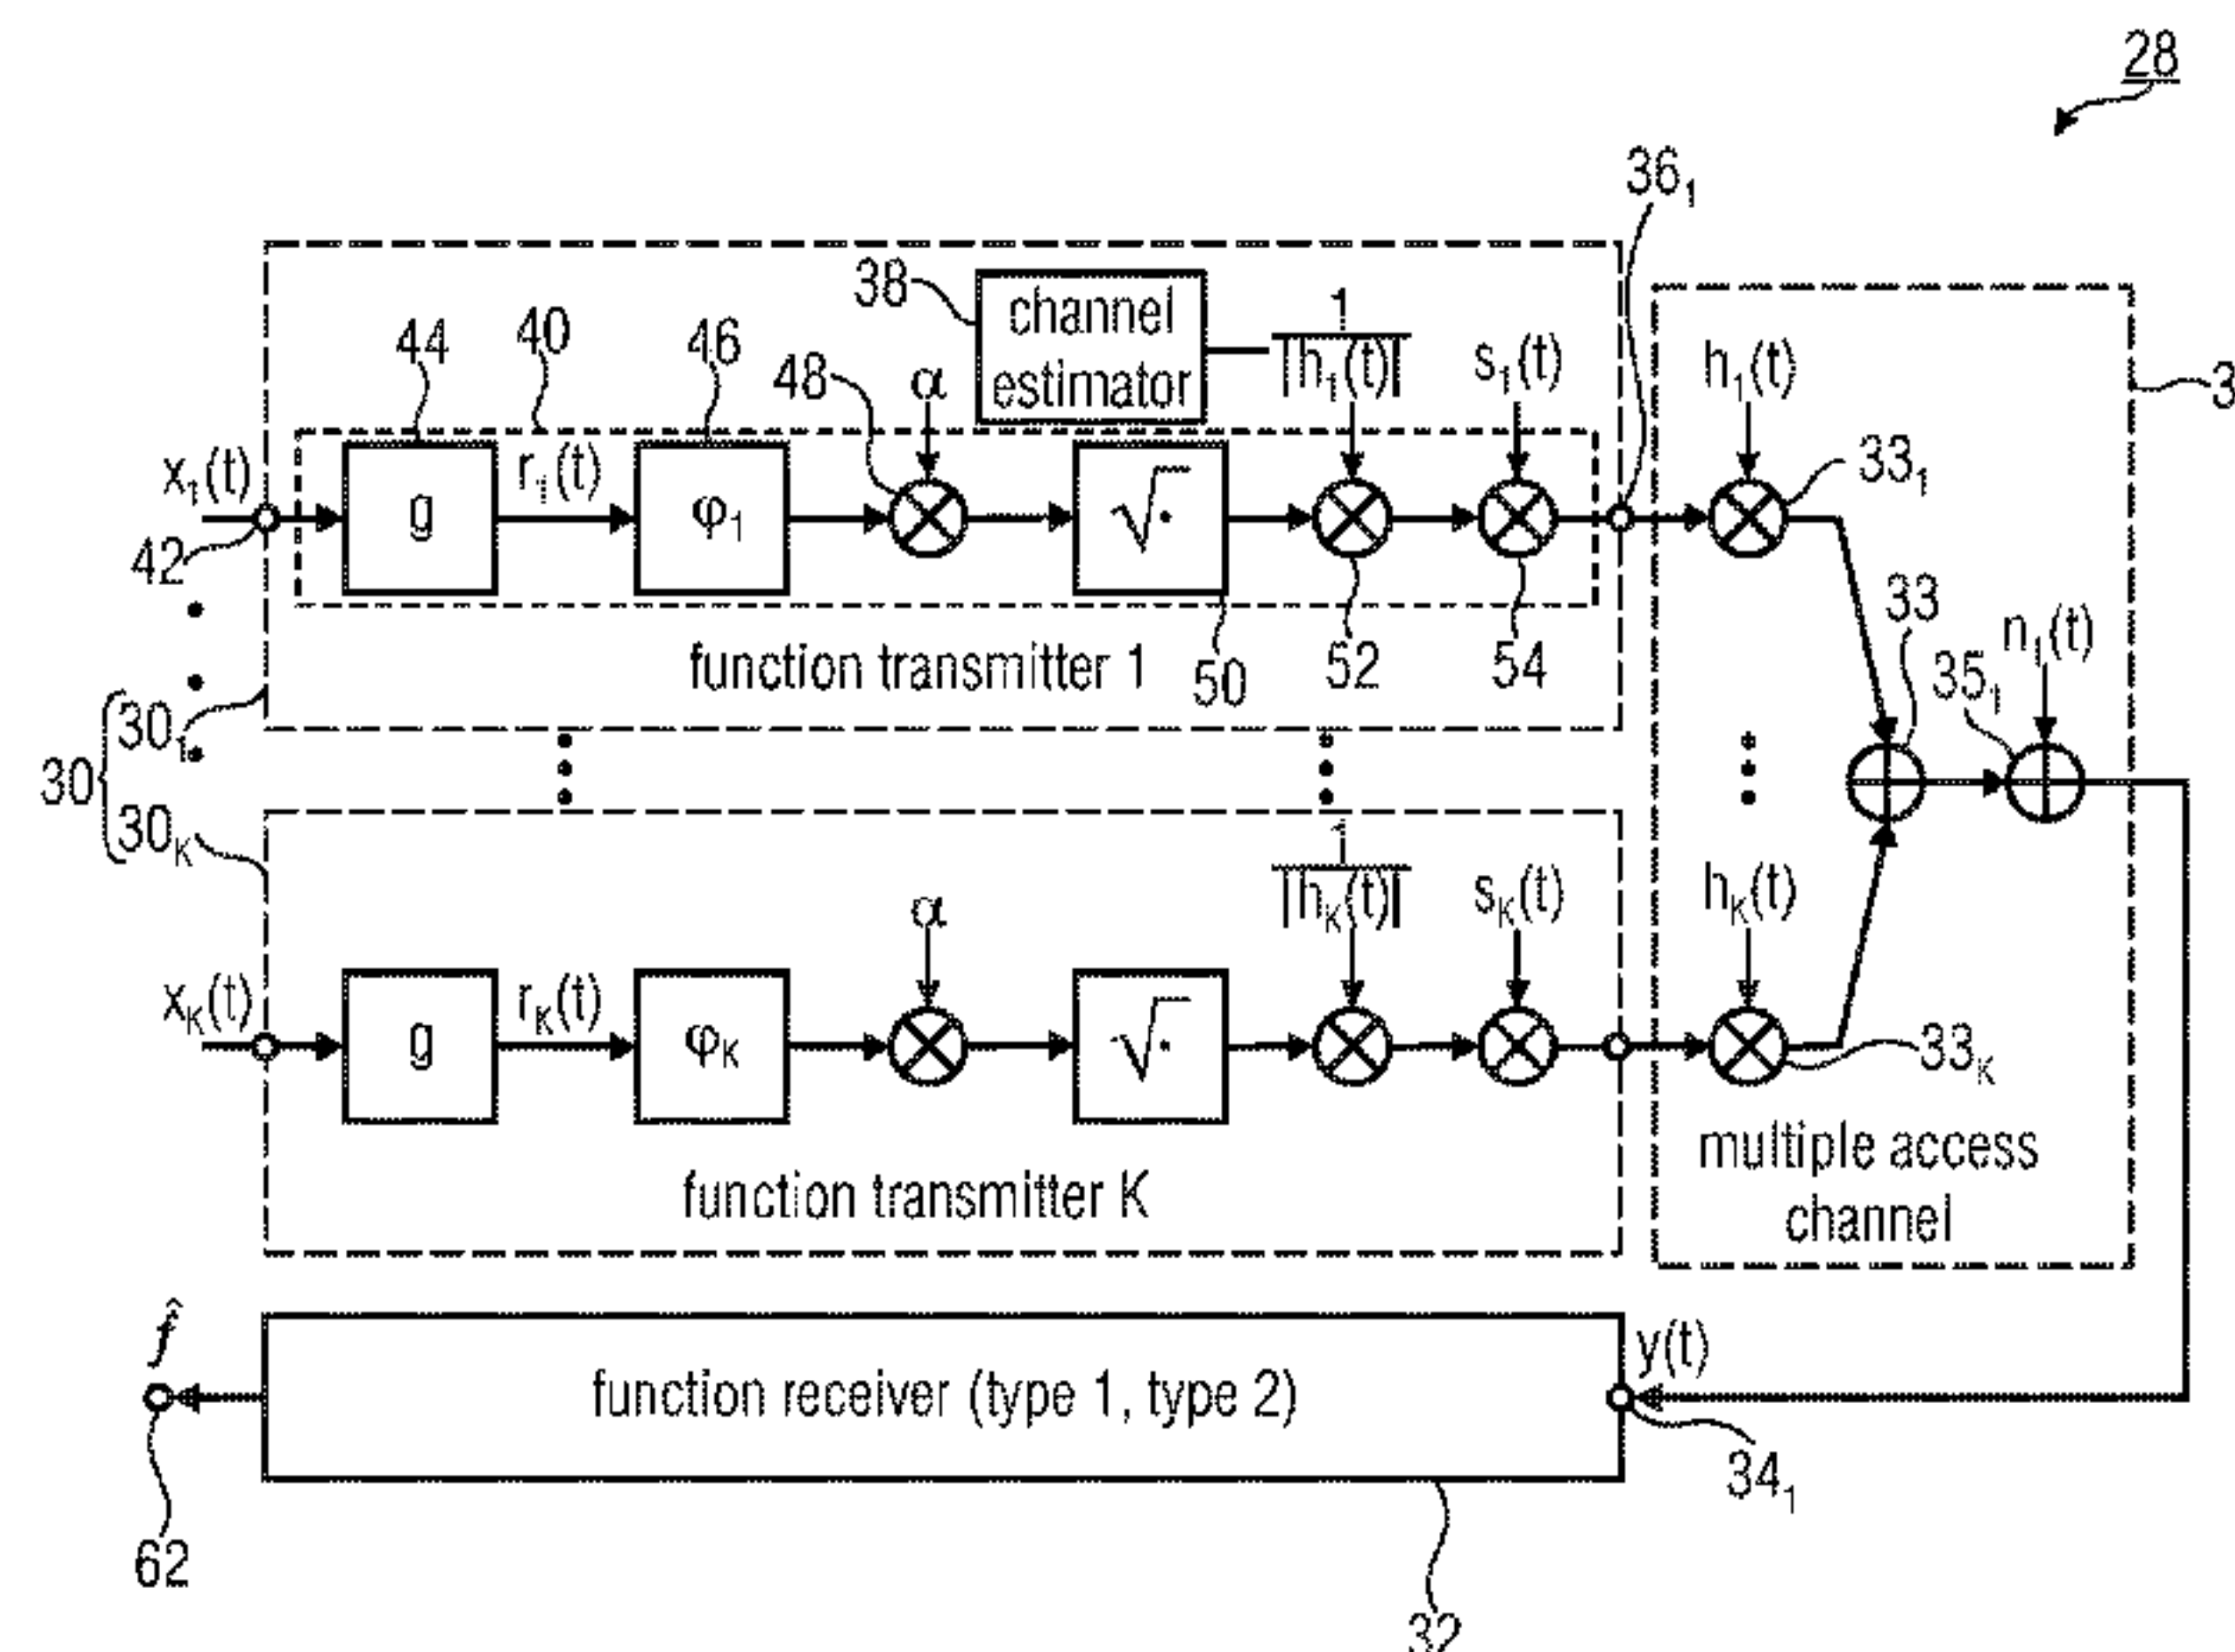 28
36₁
38
channel
estimator
1
|h₁(t)|
s₁(t)
h₁(t)
3
44
40
46
48
α
x₁(t)
g
r₁(t)
φ₁
√·
33₁
42
function transmitter 1
50
52
54
33
35₁
n₁(t)
30
30₁
30ₖ
1
|hₖ(t)|
sₖ(t)
hₖ(t)
α
xₖ(t)
g
rₖ(t)
φₖ
√·
33ₖ
function transmitter K
multiple access
channel
f̂
function receiver (type 1, type 2)
y(t)
34₁
62
32